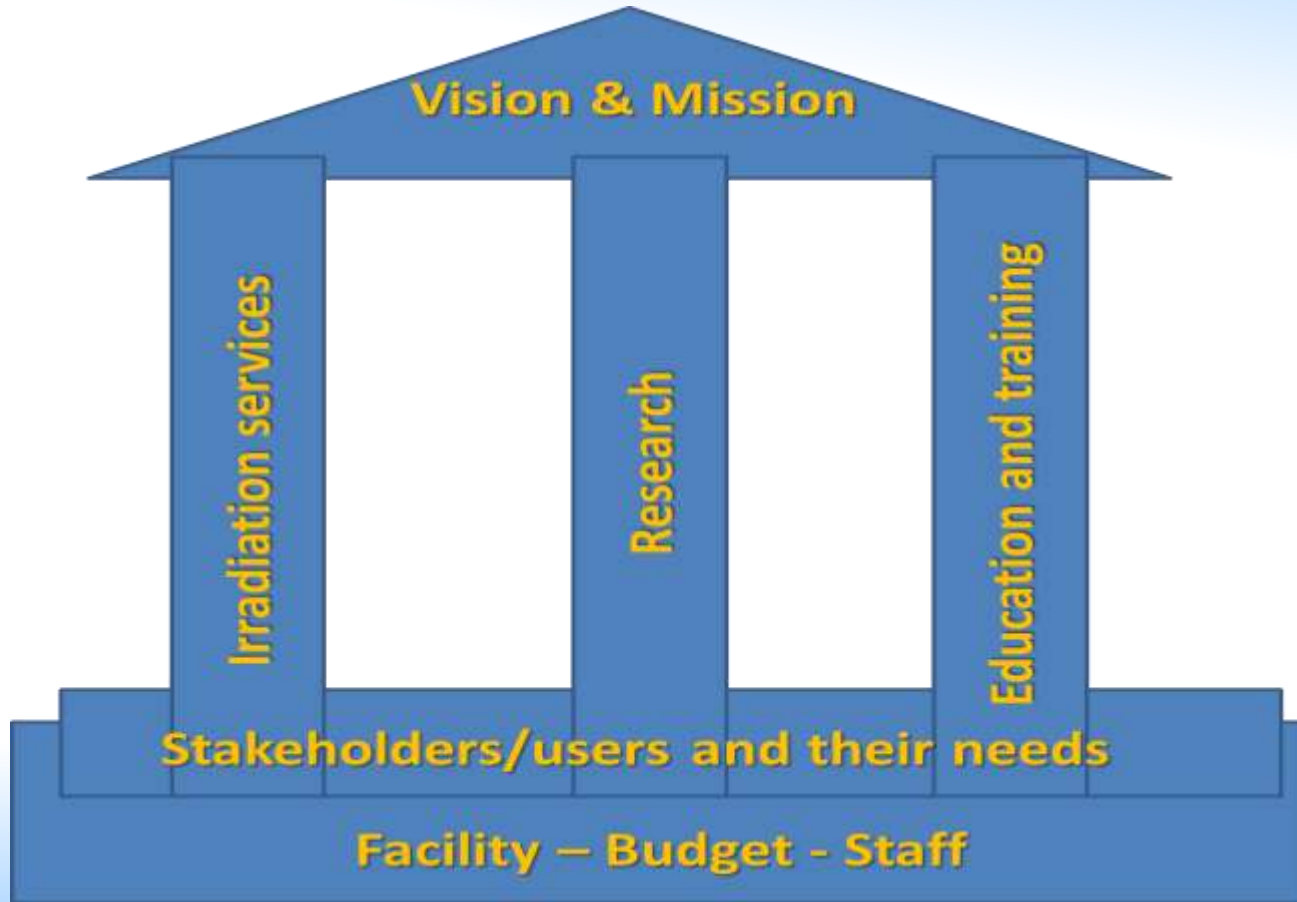 Vision & Mission
Irradiation services
Research
Education and training
Stakeholders/users and their needs
Facility – Budget - Staff